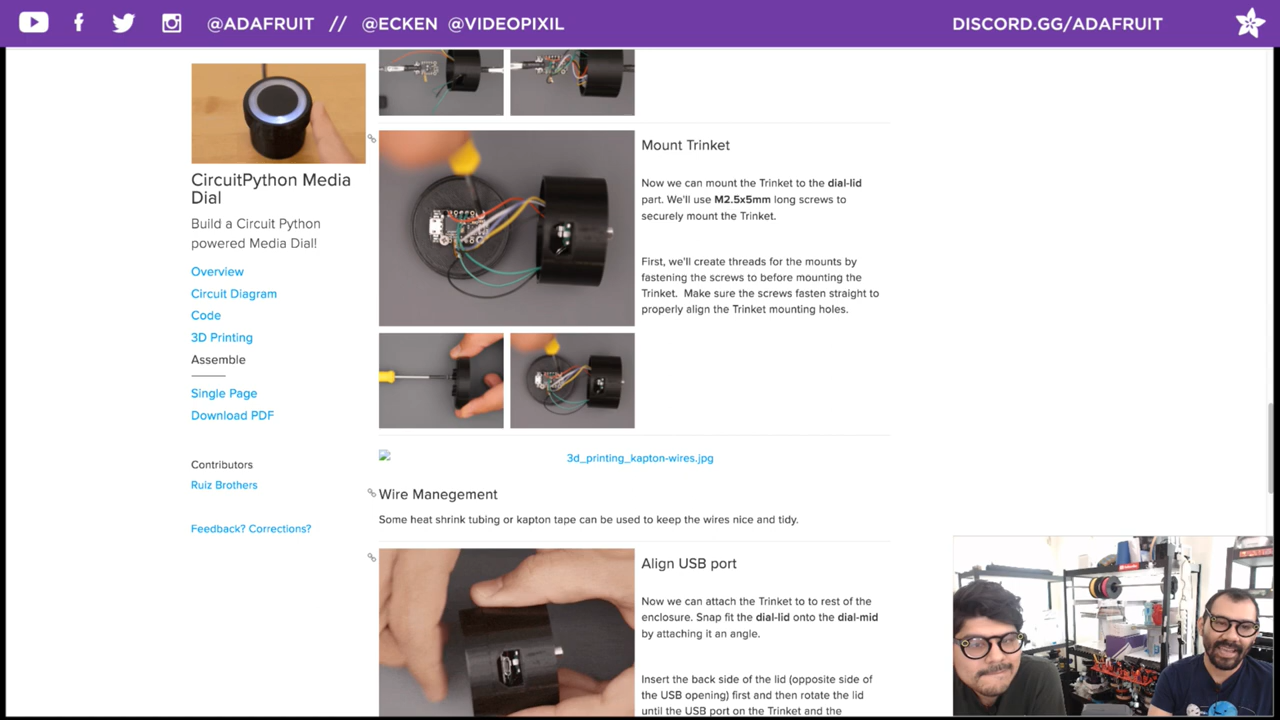 @ADAFRUIT // @ECKEN @VIDEOPIXIL
DISCORD.GG/ADAFRUIT
CircuitPython Media
Dial
Build a Circuit Python
powered Media Dial!
Overview
Circuit Diagram
Code
3D Printing
Assemble
Single Page
Download PDF
Contributors
Ruiz Brothers
Feedback? Corrections?
Mount Trinket
Now we can mount the Trinket to the dial-lid
part. We'll use M2.5x5mm long screws to
securely mount the Trinket.
First, we'll create threads for the mounts by
fastening the screws to before mounting the
Trinket. Make sure the screws fasten straight to
properly align the Trinket mounting holes.
3d_printing_kapton-wires.jpg
Wire Manegement
Some heat shrink tubing or kapton tape can be used to keep the wires nice and tidy.
Align USB port
Now we can attach the Trinket to to rest of the
enclosure. Snap fit the dial-lid onto the dial-mid
by attaching it an angle.
Insert the back side of the lid (opposite side of
the USB opening) first and then rotate the lid
until the USB port on the Trinket and the